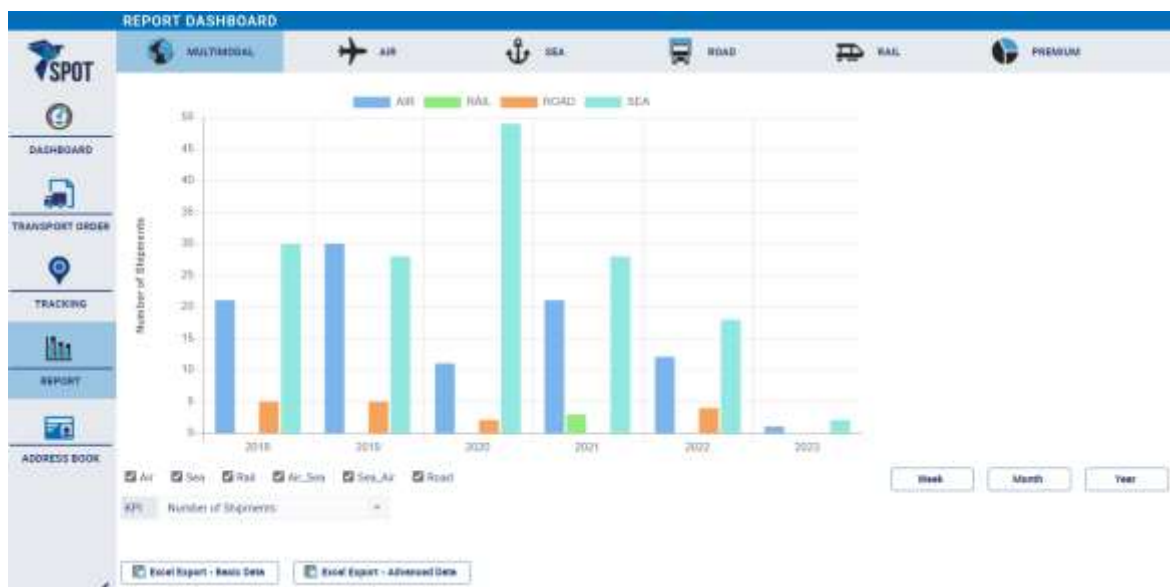 REPORT DASHBOARD
SPOT
MULTIMODAL AIR SEA ROAD RAIL PREMIUM
DASHBOARD
TRANSPORT ORDER
TRACKING
REPORT
ADDRESS BOOK
AIR RAIL ROAD SEA
Number of Shipments
50
45
40
35
30
25
20
15
10
5
0
2018 2019 2020 2021 2022 2023
Air Sea Rail Air_Sea Sea_Air Road
Week Month Year
KPI Number of Shipments
Excel Export - Basic Data Excel Export - Advanced Data